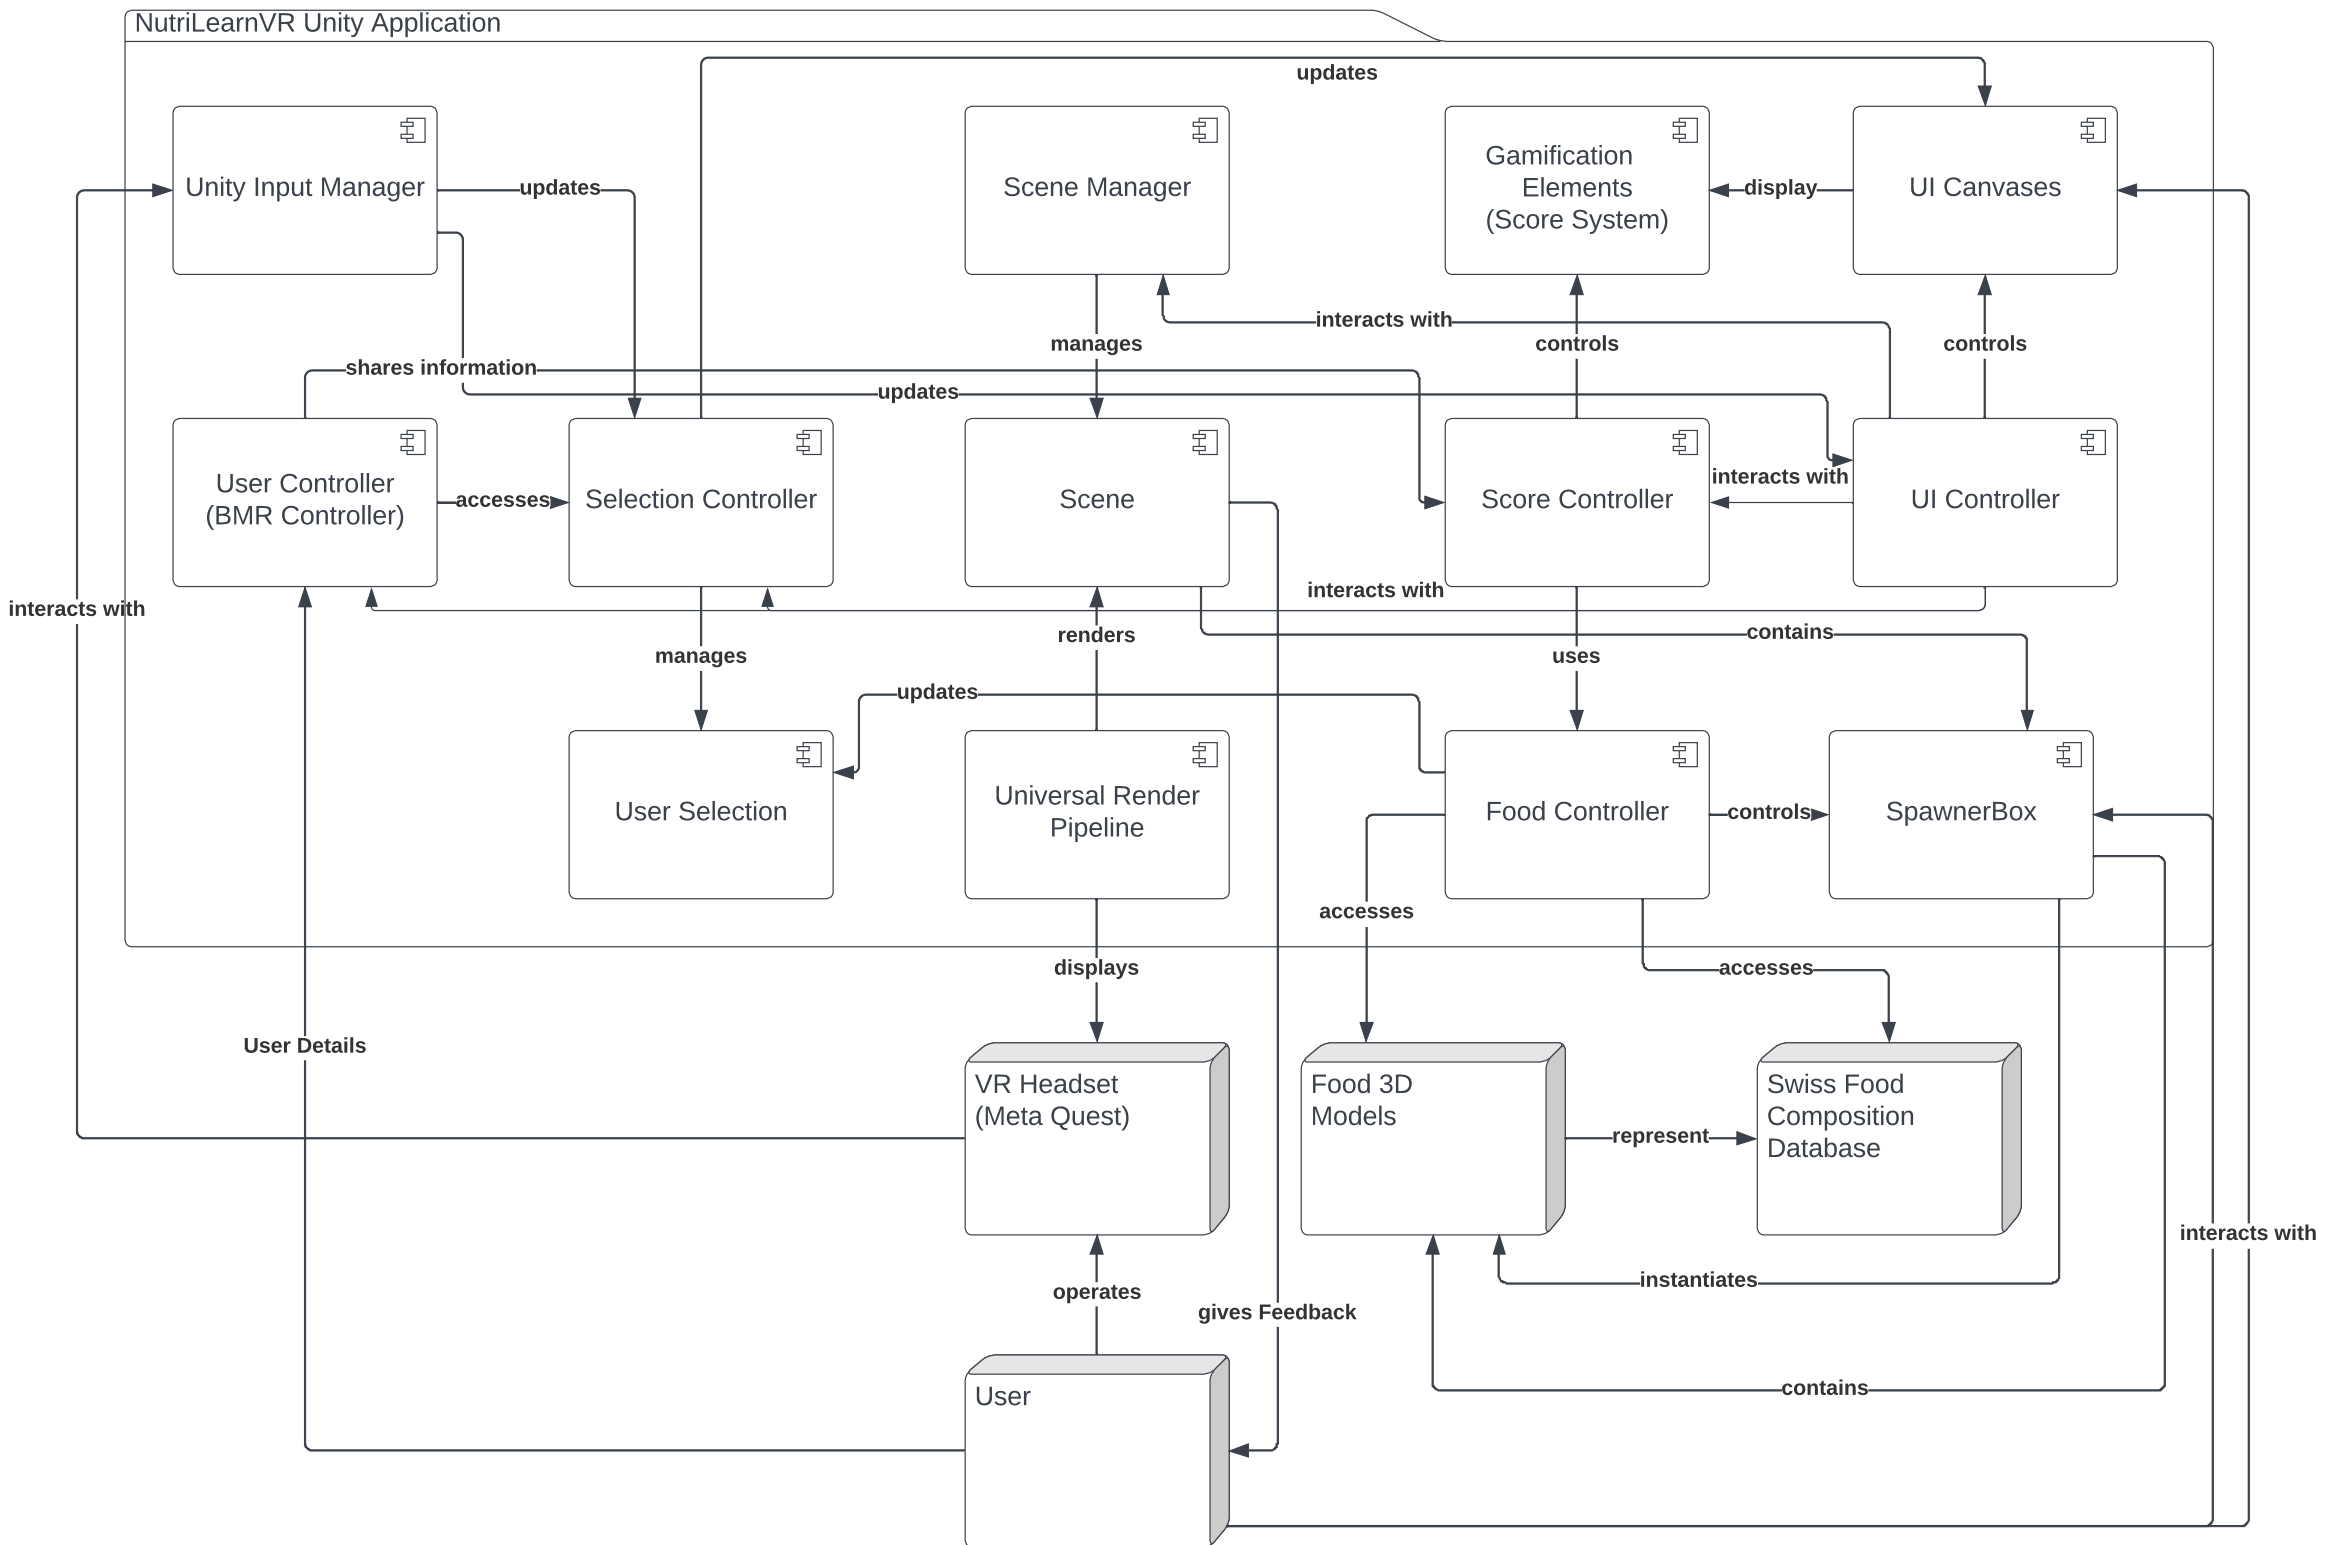 NutriLearnVR Unity Application
updates
Unity Input Manager
updates
Scene Manager
Gamification
Elements
(Score System)
display
UI Canvases
interacts with
manages
controls
controls
shares information
updates
User Controller
(BMR Controller)
accesses
Selection Controller
Scene
Score Controller
interacts with
UI Controller
interacts with
interacts with
renders
contains
manages
uses
updates
User Selection
Universal Render
Pipeline
Food Controller
controls
SpawnerBox
accesses
displays
accesses
User Details
VR Headset
(Meta Quest)
Food 3D
Models
represent
Swiss Food
Composition
Database
interacts with
instantiates
operates
gives Feedback
contains
User